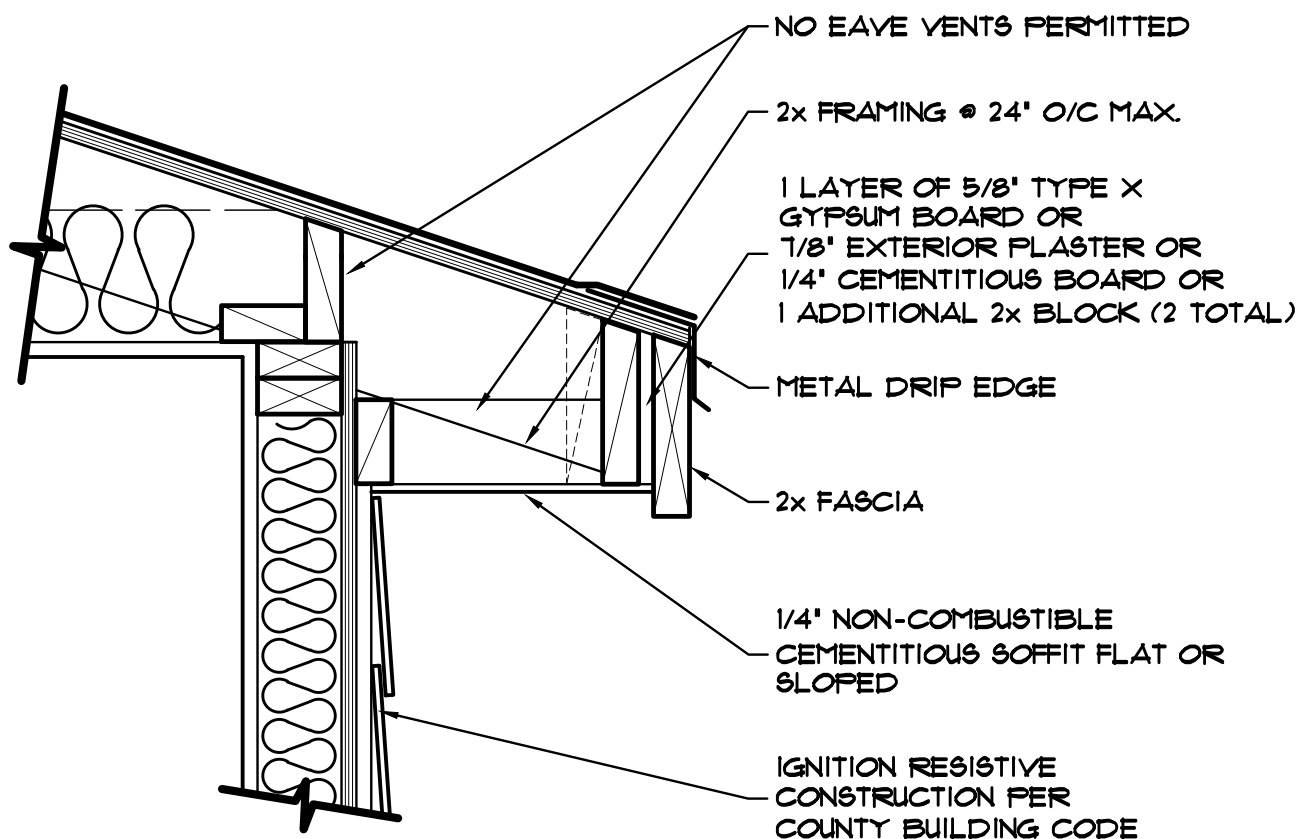 NO EAVE VENTS PERMITTED
2x FRAMING @ 24" O/C MAX.
1 LAYER OF 5/8" TYPE X
GYPSUM BOARD OR
7/8" EXTERIOR PLASTER OR
1/4" CEMENTITIOUS BOARD OR
1 ADDITIONAL 2x BLOCK (2 TOTAL)
METAL DRIP EDGE
2x FASCIA
1/4" NON-COMBUSTIBLE
CEMENTITIOUS SOFFIT FLAT OR
SLOPED
IGNITION RESISTIVE
CONSTRUCTION PER
COUNTY BUILDING CODE